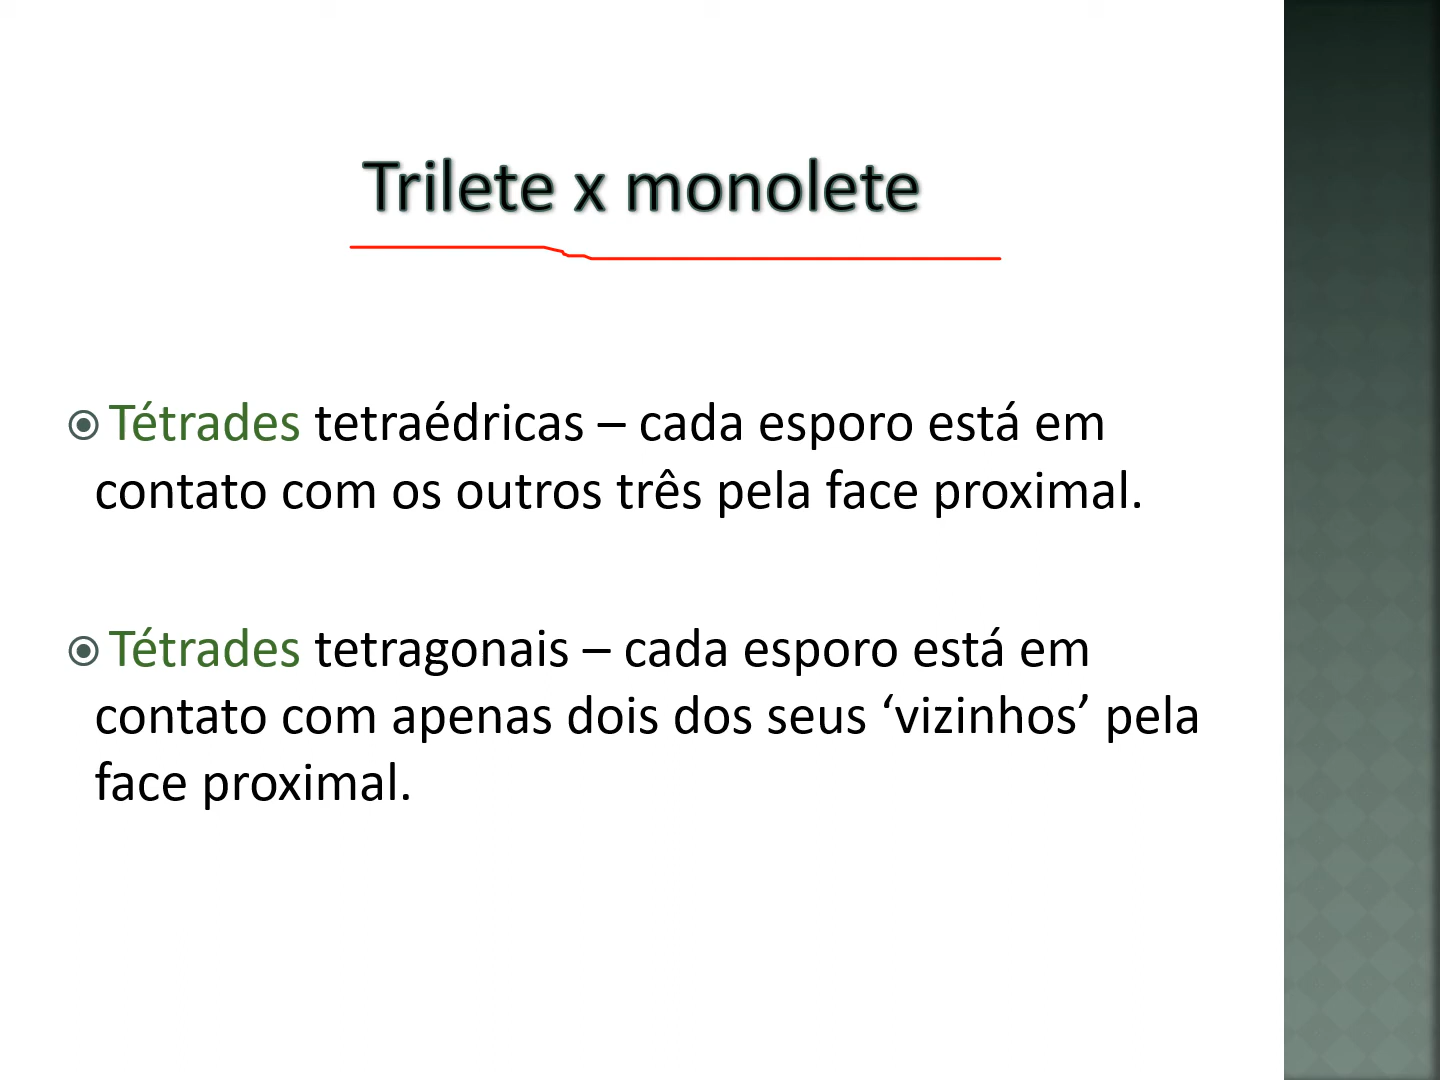 Trilete x monolete
Tétrades tetraédricas – cada esporo está em
contato com os outros três pela face proximal.
Tétrades tetragonais – cada esporo está em
contato com apenas dois dos seus ‘vizinhos’ pela
face proximal.